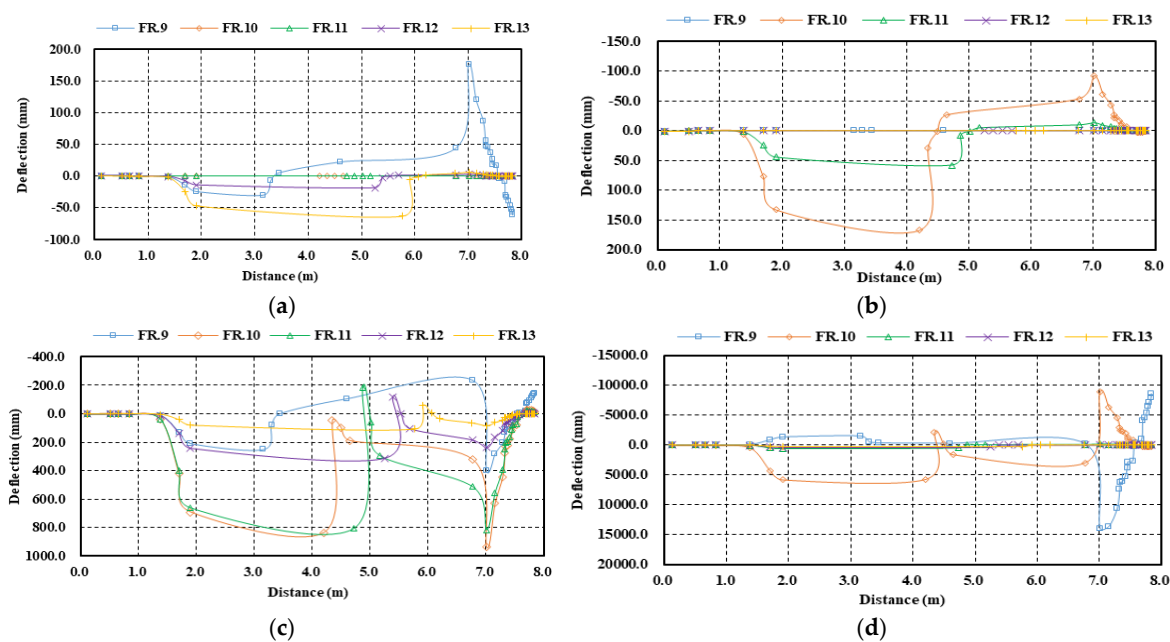 FR.9 FR.10 FR.11 FR.12 FR.13
200.0
150.0
100.0
50.0
0.0
-50.0
-100.0
Deflection (mm)
0.0 1.0 2.0 3.0 4.0 5.0 6.0 7.0 8.0
Distance (m)
(a)
FR.9 FR.10 FR.11 FR.12 FR.13
-150.0
-100.0
-50.0
0.0
50.0
100.0
150.0
200.0
Deflection (mm)
0.0 1.0 2.0 3.0 4.0 5.0 6.0 7.0 8.0
Distance (m)
(b)
FR.9 FR.10 FR.11 FR.12 FR.13
-400.0
-200.0
0.0
200.0
400.0
600.0
800.0
1000.0
Deflection (mm)
0.0 1.0 2.0 3.0 4.0 5.0 6.0 7.0 8.0
Distance (m)
(c)
FR.9 FR.10 FR.11 FR.12 FR.13
-15000.0
-10000.0
-5000.0
0.0
5000.0
10000.0
15000.0
20000.0
Deflection (mm)
0.0 1.0 2.0 3.0 4.0 5.0 6.0 7.0 8.0
Distance (m)
(d)